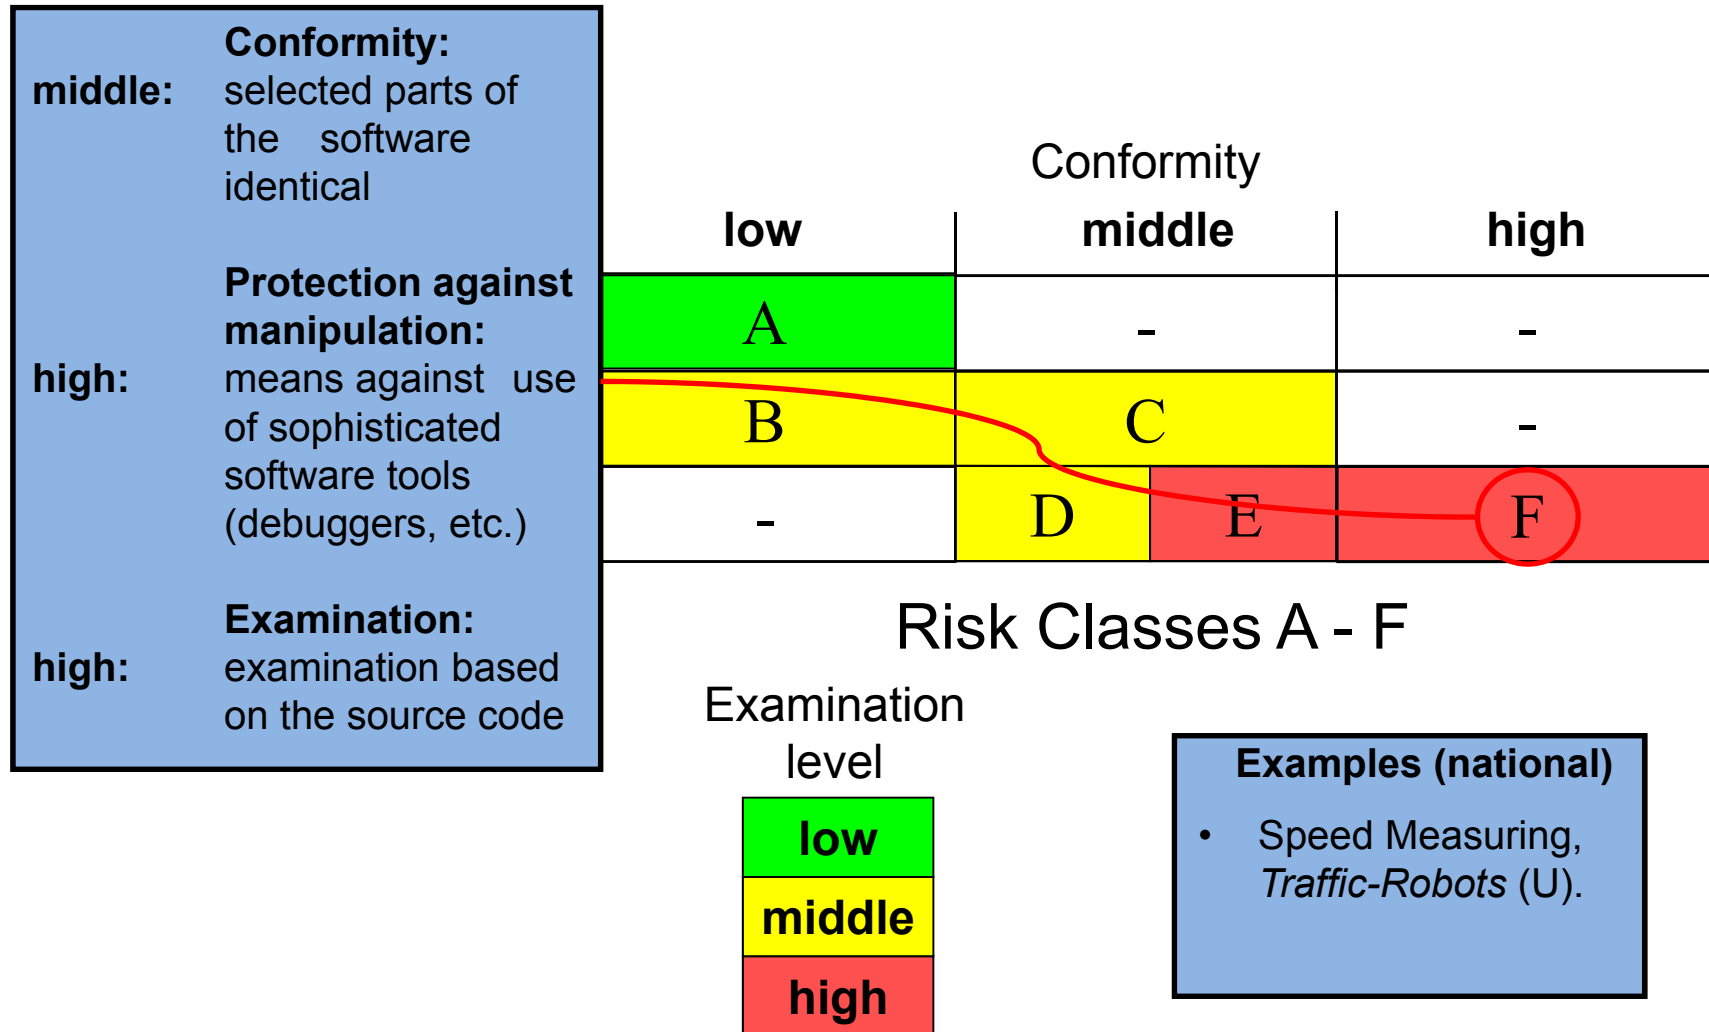 Conformity:
middle: selected parts of
the software
identical
Protection against
manipulation:
high: means against use
of sophisticated
software tools
(debuggers, etc.)
Examination:
high: examination based
on the source code
Conformity
low middle high
A - -
B C -
- D E F
Risk Classes A - F
Examination
level
low
middle
high
Examples (national)
• Speed Measuring,
Traffic-Robots (U).